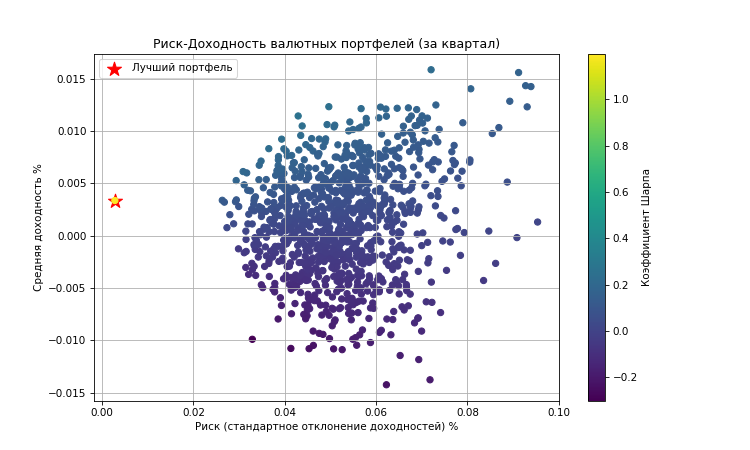 Риск-Доходность валютных портфелей (за квартал)
Лучший портфель
0.015
0.010
0.005
0.000
−0.005
−0.010
−0.015
Средняя доходность %
0.00 0.02 0.04 0.06 0.08 0.10
Риск (стандартное отклонение доходностей) %
1.0
0.8
0.6
0.4
0.2
0.0
−0.2
Коэффициент Шарпа